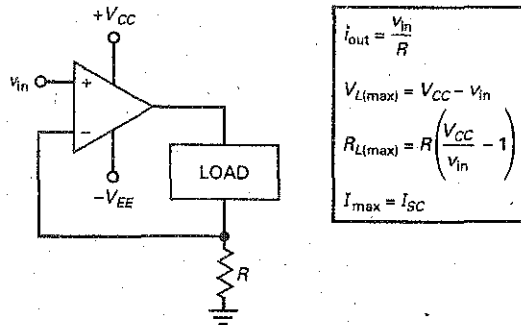 +V_CC
v_in
+
−
LOAD
−V_EE
R
i_out = v_in / R
V_L(max) = V_CC − v_in
R_L(max) = R(V_CC / v_in − 1)
I_max = I_SC